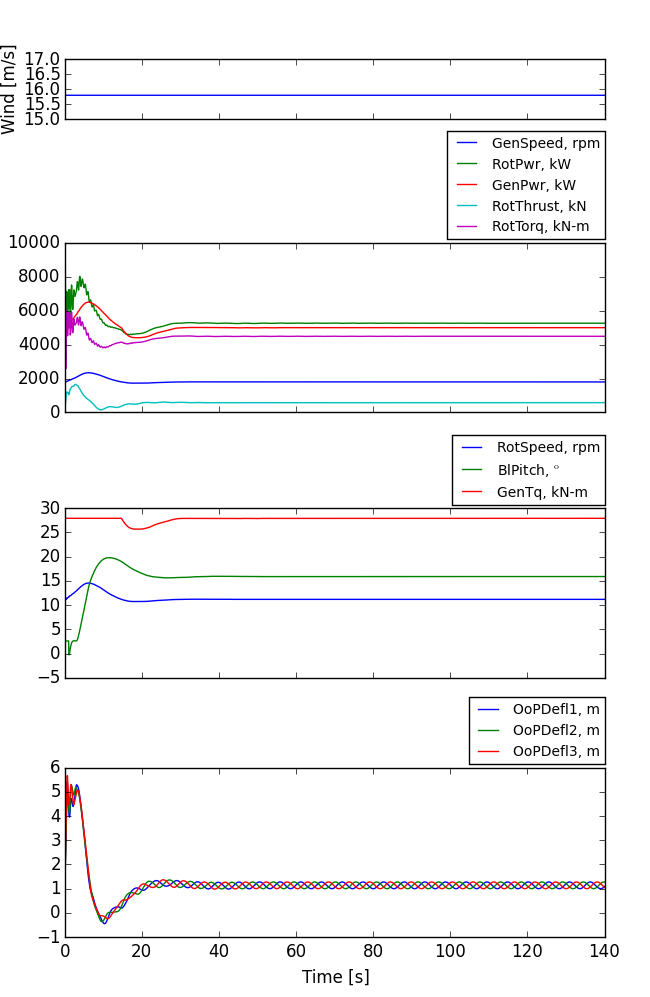 Wind [m/s]
17.0
16.5
16.0
15.5
15.0
GenSpeed, rpm
RotPwr, kW
GenPwr, kW
RotThrust, kN
RotTorq, kN-m
10000
8000
6000
4000
2000
0
RotSpeed, rpm
BlPitch, °
GenTq, kN-m
30
25
20
15
10
5
0
−5
OoPDefl1, m
OoPDefl2, m
OoPDefl3, m
6
5
4
3
2
1
0
−1
0 20 40 60 80 100 120 140
Time [s]